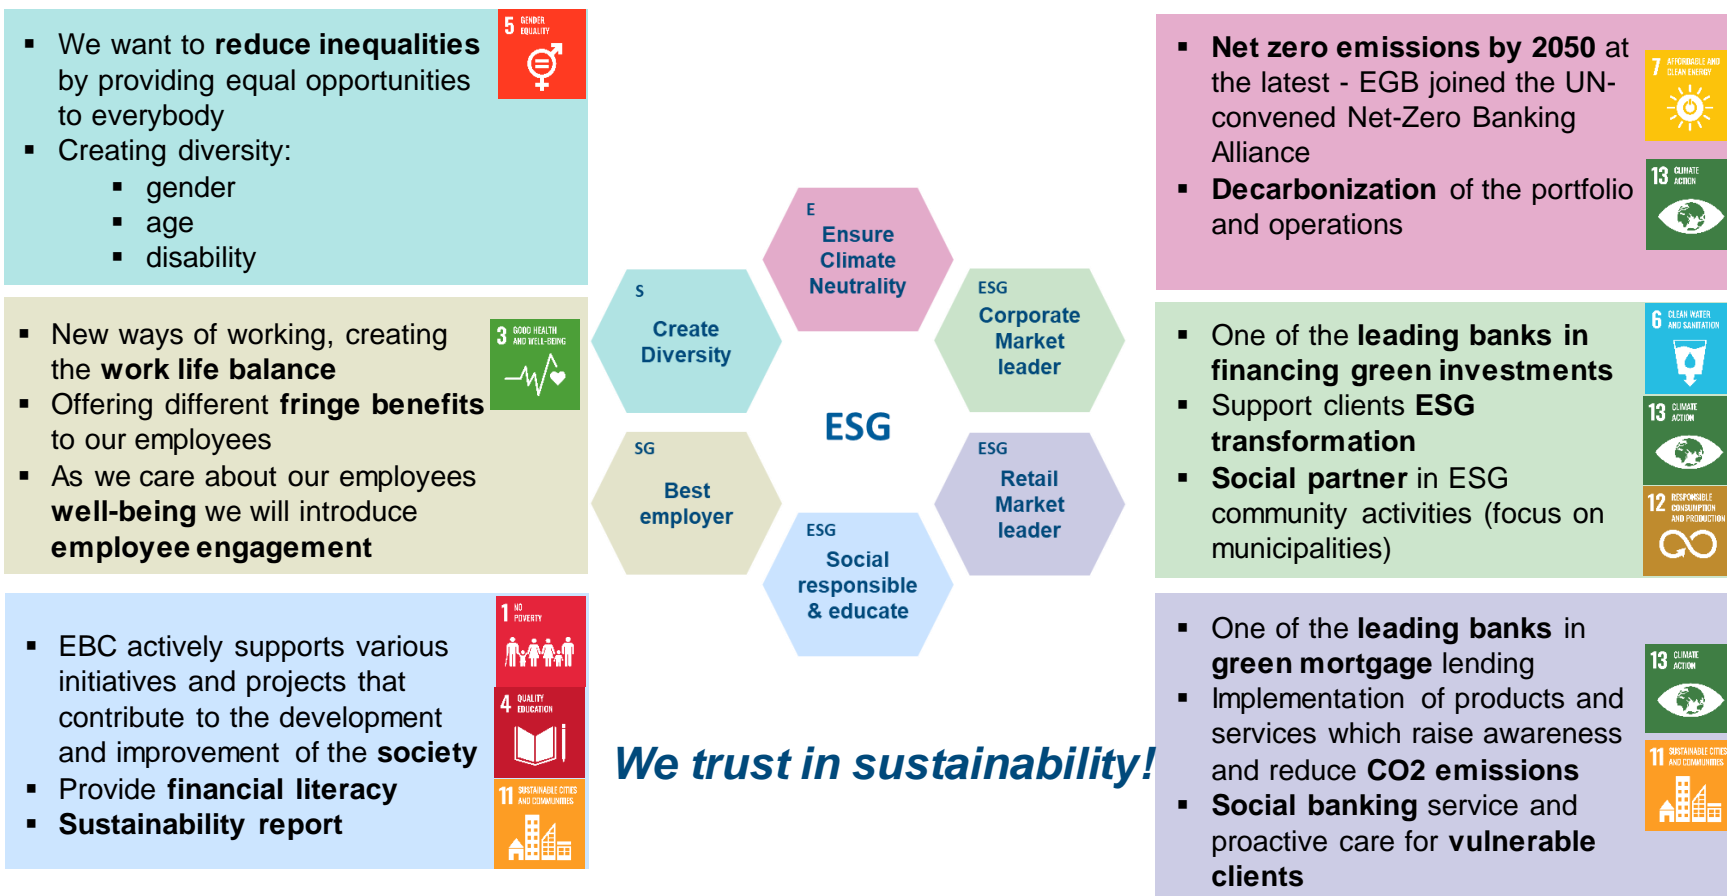 ▪ We want to reduce inequalities
by providing equal opportunities
to everybody
▪ Creating diversity:
▪ gender
▪ age
▪ disability
5 GENDER
EQUALITY
▪ New ways of working, creating
the work life balance
▪ Offering different fringe benefits
to our employees
▪ As we care about our employees
well-being we will introduce
employee engagement
3 GOOD HEALTH
AND WELL-BEING
▪ EBC actively supports various
initiatives and projects that
contribute to the development
and improvement of the society
▪ Provide financial literacy
▪ Sustainability report
1 NO
POVERTY
4 QUALITY
EDUCATION
11 SUSTAINABLE CITIES
AND COMMUNITIES
E
Ensure
Climate
Neutrality
S
Create
Diversity
ESG
Corporate
Market
leader
ESG
SG
Best
employer
ESG
Retail
Market
leader
ESG
Social
responsible
& educate
We trust in sustainability!
▪ Net zero emissions by 2050 at
the latest - EGB joined the UN-
convened Net-Zero Banking
Alliance
▪ Decarbonization of the portfolio
and operations
7 AFFORDABLE AND
CLEAN ENERGY
13 CLIMATE
ACTION
▪ One of the leading banks in
financing green investments
▪ Support clients ESG
transformation
▪ Social partner in ESG
community activities (focus on
municipalities)
6 CLEAN WATER
AND SANITATION
13 CLIMATE
ACTION
12 RESPONSIBLE
CONSUMPTION
AND PRODUCTION
▪ One of the leading banks in
green mortgage lending
▪ Implementation of products and
services which raise awareness
and reduce CO2 emissions
▪ Social banking service and
proactive care for vulnerable
clients
13 CLIMATE
ACTION
11 SUSTAINABLE CITIES
AND COMMUNITIES